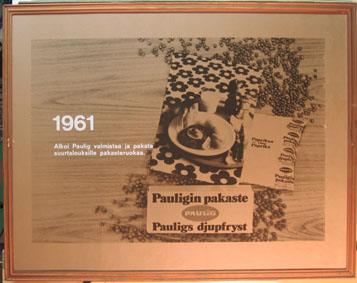 1961
Alkoi Paulig valmistaa ja pakata
suurtalouksille pakasteruokaa.
Pauligin pakaste
PAULIG
Pauligs djupfryst